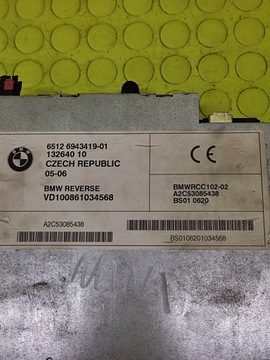 BMW
6512 6943419-01
132640 10
CZECH REPUBLIC
05-06
BMW REVERSE
VD100861034568
BMWRCC102-02
A2C53085438
BS01 0620
A2C53085438
BS0106201034568